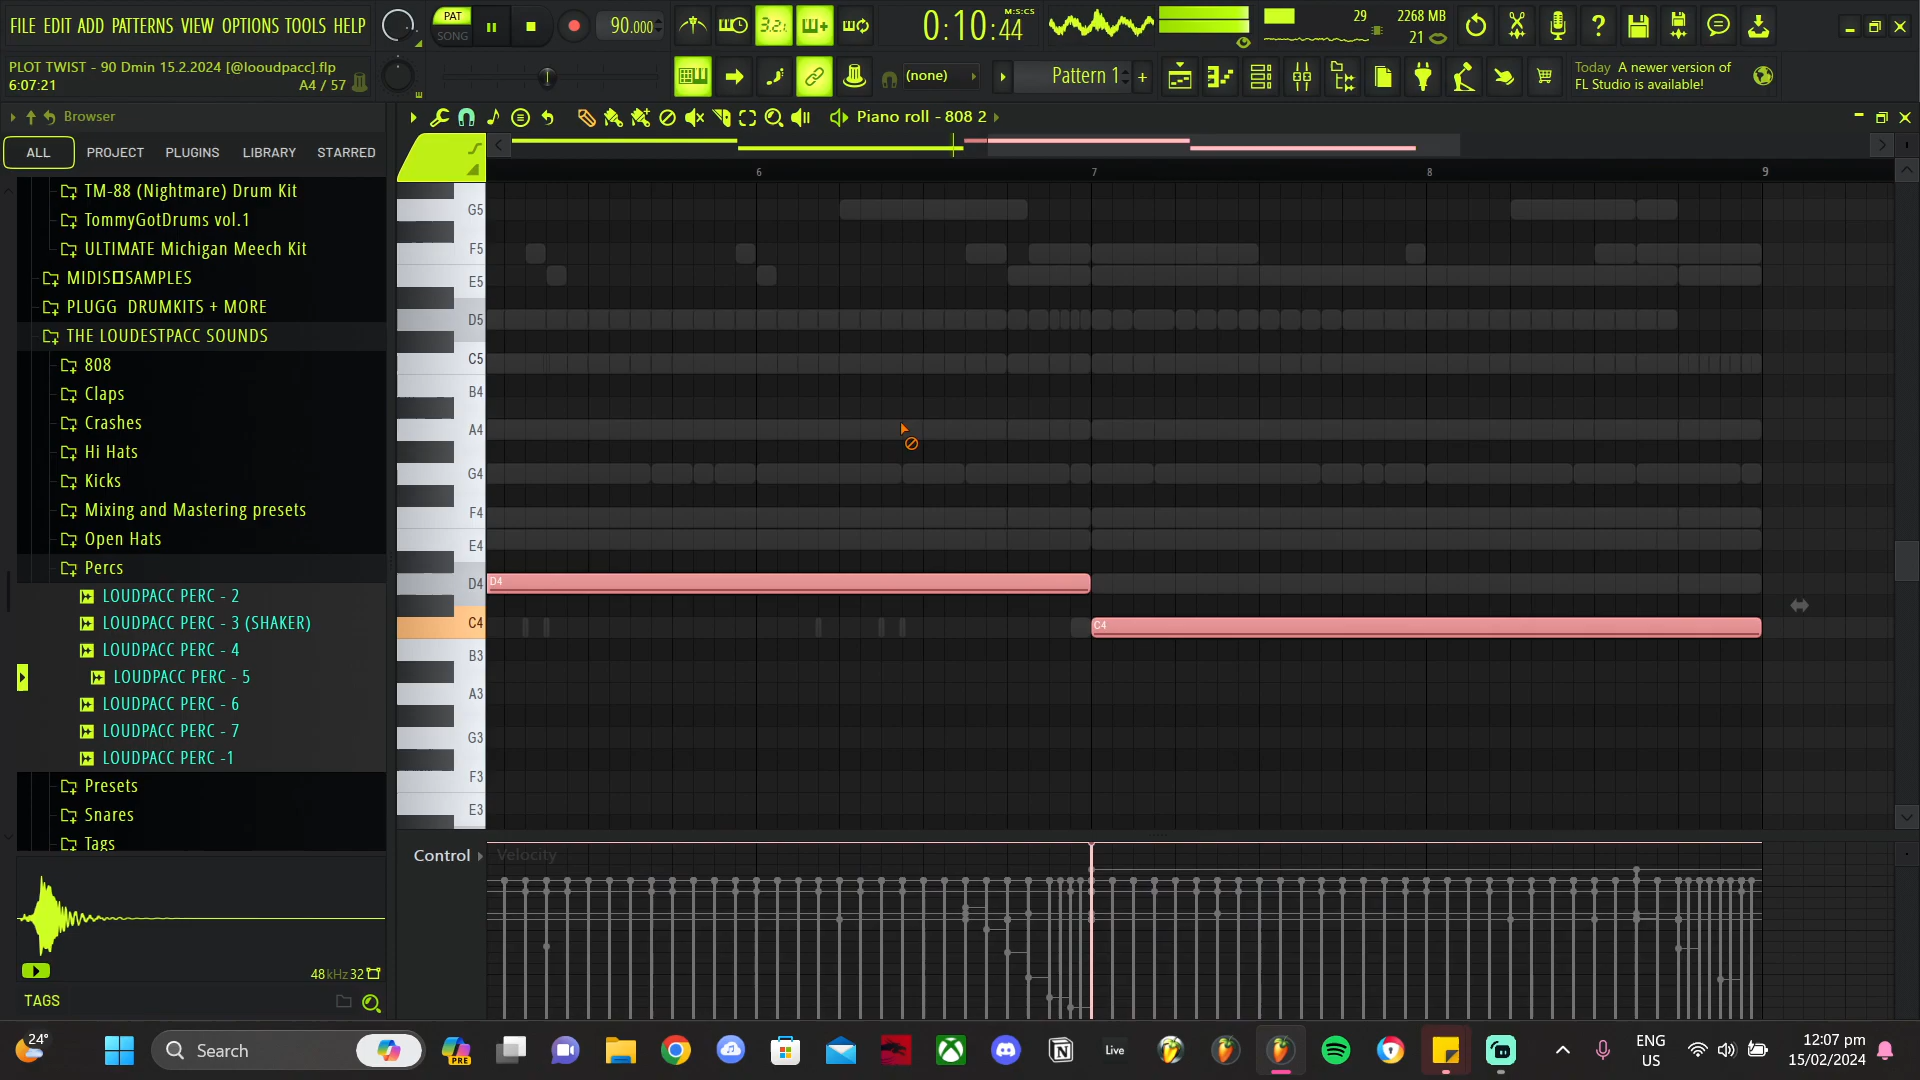 FILE EDIT ADD PATTERNS VIEW OPTIONS TOOLS HELP
PLOT TWIST - 90 Dmin 15.2.2024 [@looudpacc].flp
6:07:21
A4 / 57
PAT
SONG
90.000
3.2.1
0:10:44
M:S:CS
29
2268 MB
21
(none)
Pattern 1
+
Today A newer version of
FL Studio is available!
Browser
ALL
PROJECT
PLUGINS
LIBRARY
STARRED
TM-88 (Nightmare) Drum Kit
TommyGotDrums vol.1
ULTIMATE Michigan Meech Kit
MIDIS▯SAMPLES
PLUGG DRUMKITS + MORE
THE LOUDESTPACC SOUNDS
808
Claps
Crashes
Hi Hats
Kicks
Mixing and Mastering presets
Open Hats
Percs
LOUDPACC PERC - 2
LOUDPACC PERC - 3 (SHAKER)
LOUDPACC PERC - 4
LOUDPACC PERC - 5
LOUDPACC PERC - 6
LOUDPACC PERC - 7
LOUDPACC PERC -1
Presets
Snares
Tags
48kHz 32
TAGS
Piano roll - 808 2
6
7
8
9
G5
F5
E5
D5
C5
B4
A4
G4
F4
E4
D4
C4
B3
A3
G3
F3
E3
D4
C4
Control
Velocity
24°
Search
PRE
Live
ENG
US
12:07 pm
15/02/2024